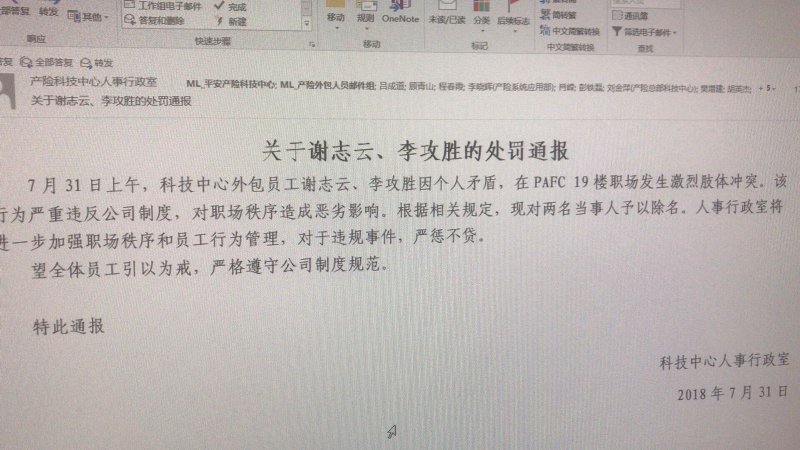 全部答复 转发 其他
工作组电子邮件 完成
答复和删除 新建
移动 规则 OneNote
未读/已读 分类 后续标志
简转繁
中文简繁转换
通讯簿
筛选电子邮件
响应 快速步骤 移动 标记 中文简繁转换 查找
答复 全部答复 转发
产险科技中心人事行政室
ML_平安产险科技中心; ML_产险外包人员邮件组; 吕成道; 顾青山; 程春霞; 李晓辉(产险系统应用部); 肖嵘; 彭铁磊; 刘金萍(产险总部科技中心); 樊增建; 胡英杰; +5
关于谢志云、李攻胜的处罚通报
关于谢志云、李攻胜的处罚通报
7 月 31 日上午，科技中心外包员工谢志云、李攻胜因个人矛盾，在 PAFC 19 楼职场发生激烈肢体冲突。该
行为严重违反公司制度，对职场秩序造成恶劣影响。根据相关规定，现对两名当事人予以除名。人事行政室将
进一步加强职场秩序和员工行为管理，对于违规事件，严惩不贷。
望全体员工引以为戒，严格遵守公司制度规范。
特此通报
科技中心人事行政室
2018 年 7 月 31 日